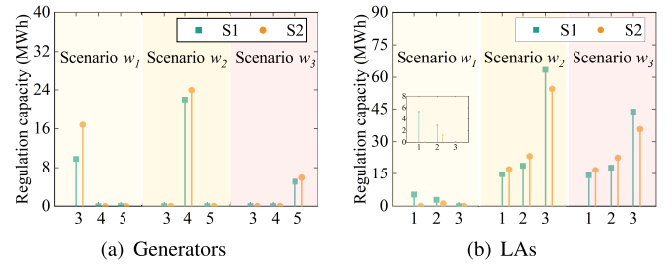 Regulation capacity (MWh)
40
32
24
16
8
0
S1 S2
Scenario w1 Scenario w2 Scenario w3
3 4 5 3 4 5 3 4 5
(a) Generators
Regulation capacity (MWh)
90
75
60
45
30
15
0
S1 S2
Scenario w1 Scenario w2 Scenario w3
8
6
4
2
0
1 2 3
1 2 3 1 2 3 1 2 3
(b) LAs